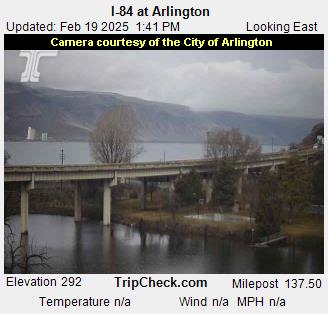 I-84 at Arlington
Updated: Feb 19 2025 1:41 PM Looking East
Camera courtesy of the City of Arlington
Elevation 292 TripCheck.com Milepost 137.50
Temperature n/a Wind n/a MPH n/a